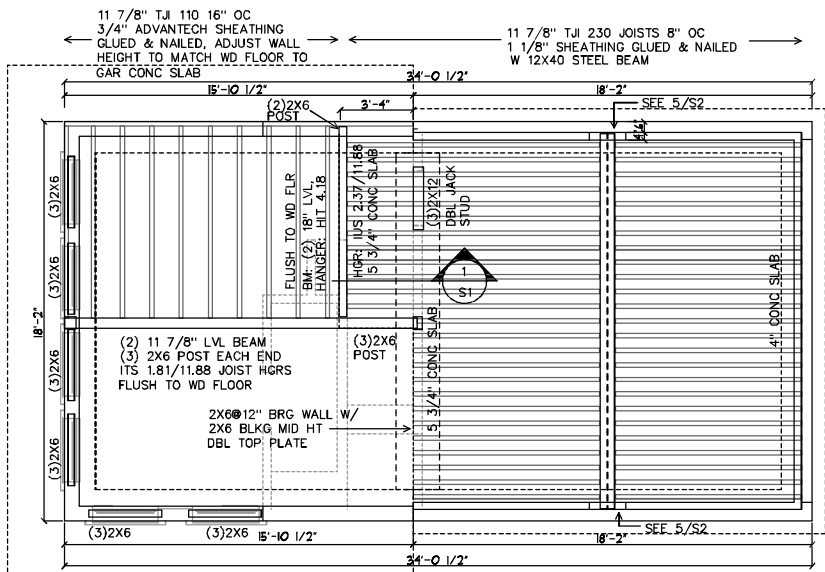 11 7/8" TJI 110 16" OC
3/4" ADVANTECH SHEATHING
GLUED & NAILED, ADJUST WALL
HEIGHT TO MATCH WD FLOOR TO
GAR CONC SLAB
11 7/8" TJI 230 JOISTS 8" OC
1 1/8" SHEATHING GLUED & NAILED
W 12X40 STEEL BEAM
34'-0 1/2"
15'-10 1/2"
18'-2"
(2)2X6
POST
3'-4"
SEE 5/S2
(3)2X6
(3)2X6
(3)2X6
(3)2X6
18'-2"
FLUSH TO WD FLR
BM: (2) 18" LVL,
HANGER: HIT 4.18
HGR: IUS 2.37/11.88
5 3/4" CONC SLAB
(3)2X12
DBL JACK
STUD
1
S1
4" CONC SLAB
5 3/4" CONC SLAB
(2) 11 7/8" LVL BEAM
(3) 2X6 POST EACH END
ITS 1.81/11.88 JOIST HGRS
FLUSH TO WD FLOOR
(3)2X6
POST
2X6@12" BRG WALL W/
2X6 BLKG MID HT
DBL TOP PLATE
(3)2X6
(3)2X6
SEE 5/S2
15'-10 1/2"
18'-2"
34'-0 1/2"